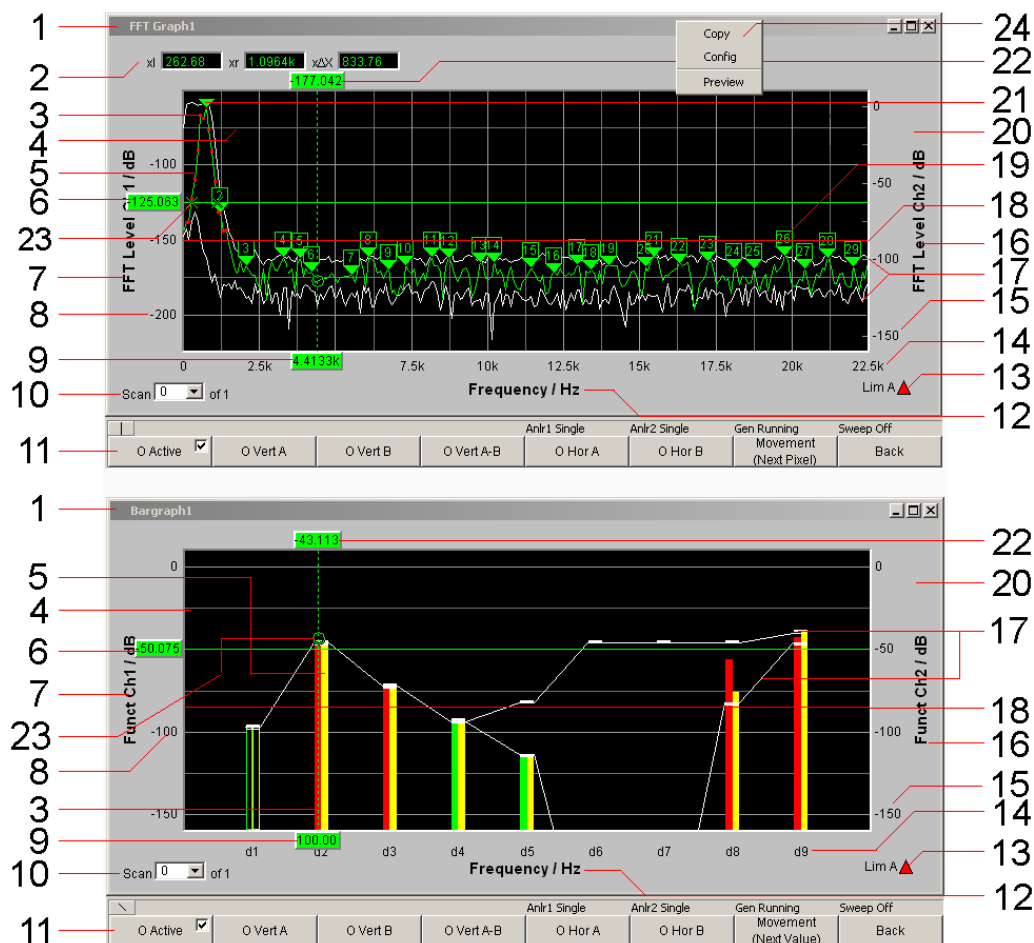 1 FFT Graph1 24
Copy
Config
Preview
2 xl 262.68 xr 1.0964k x∆X 833.76 22
-177.042
21
3 0
4 20
5 -100 19
-50
6 -125.063 18
2
23 3 4 5 6 7 8 9 10 11 12 13 14 15 16 17 18 19 21 22 23 24 25 26 27 28 29
-150 16
-100
FFT Level Ch1 / dB
FFT Level Ch2 / dB
7 17
8 -200 15
-150
9 4.4133k 14
0 2.5k 7.5k 10k 12.5k 15k 17.5k 20k 22.5k
10 Scan 0 of 1 Frequency / Hz Lim A 13
12
Anlr1 Single Anlr2 Single Gen Running Sweep Off
11 O Active O Vert A O Vert B O Vert A-B O Hor A O Hor B Movement (Next Pixel) Back
1 Bargraph1
-43.113 22
5 0 0 20
4 17
6 -50.075 -50
Funct Ch1 / dB
Funct Ch2 / dB
7 18
23 -100 -100 16
8
15
3 -150 -150
9 100.00 14
d1 d2 d3 d4 d5 d6 d7 d8 d9
10 Scan 0 of 1 Frequency / Hz Lim A 13
12
Anlr1 Single Anlr2 Single Gen Running Sweep Off
11 O Active O Vert A O Vert B O Vert A-B O Hor A O Hor B Movement (Next Value) Back